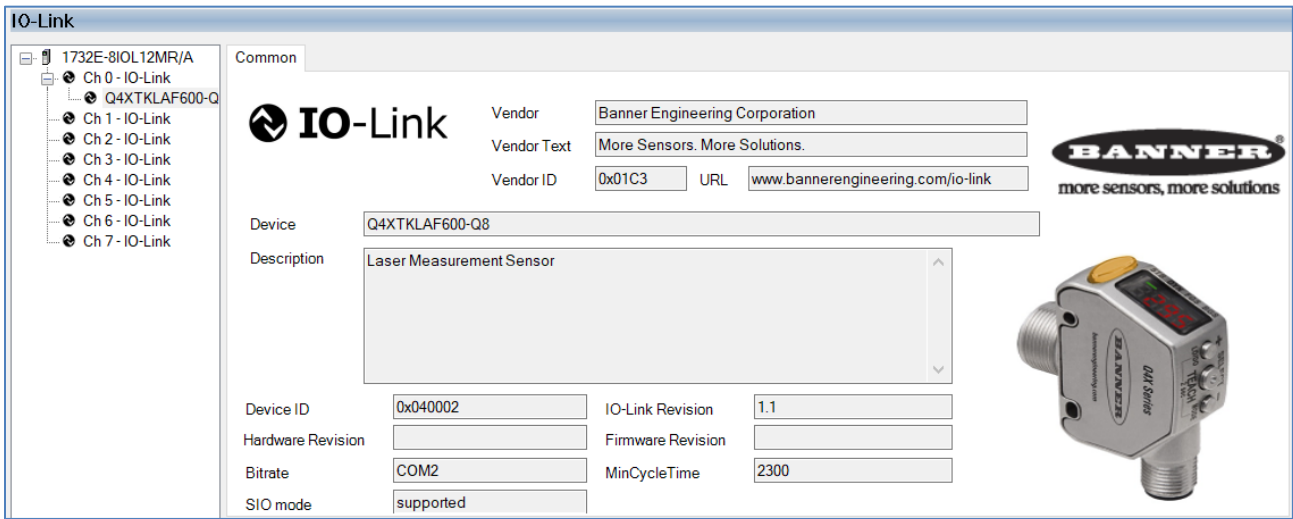 IO-Link
1732E-8IOL12MR/A
Ch 0 - IO-Link
Q4XTKLAF600-Q
Ch 1 - IO-Link
Ch 2 - IO-Link
Ch 3 - IO-Link
Ch 4 - IO-Link
Ch 5 - IO-Link
Ch 6 - IO-Link
Ch 7 - IO-Link
Common
IO-Link
Vendor Banner Engineering Corporation
Vendor Text More Sensors. More Solutions.
Vendor ID 0x01C3 URL www.bannerengineering.com/io-link
BANNER®
more sensors, more solutions
Device Q4XTKLAF600-Q8
Description Laser Measurement Sensor
Device ID 0x040002 IO-Link Revision 1.1
Hardware Revision Firmware Revision
Bitrate COM2 MinCycleTime 2300
SIO mode supported
295
BANNER
bannerengineering.com
Q4X Series
TEACH